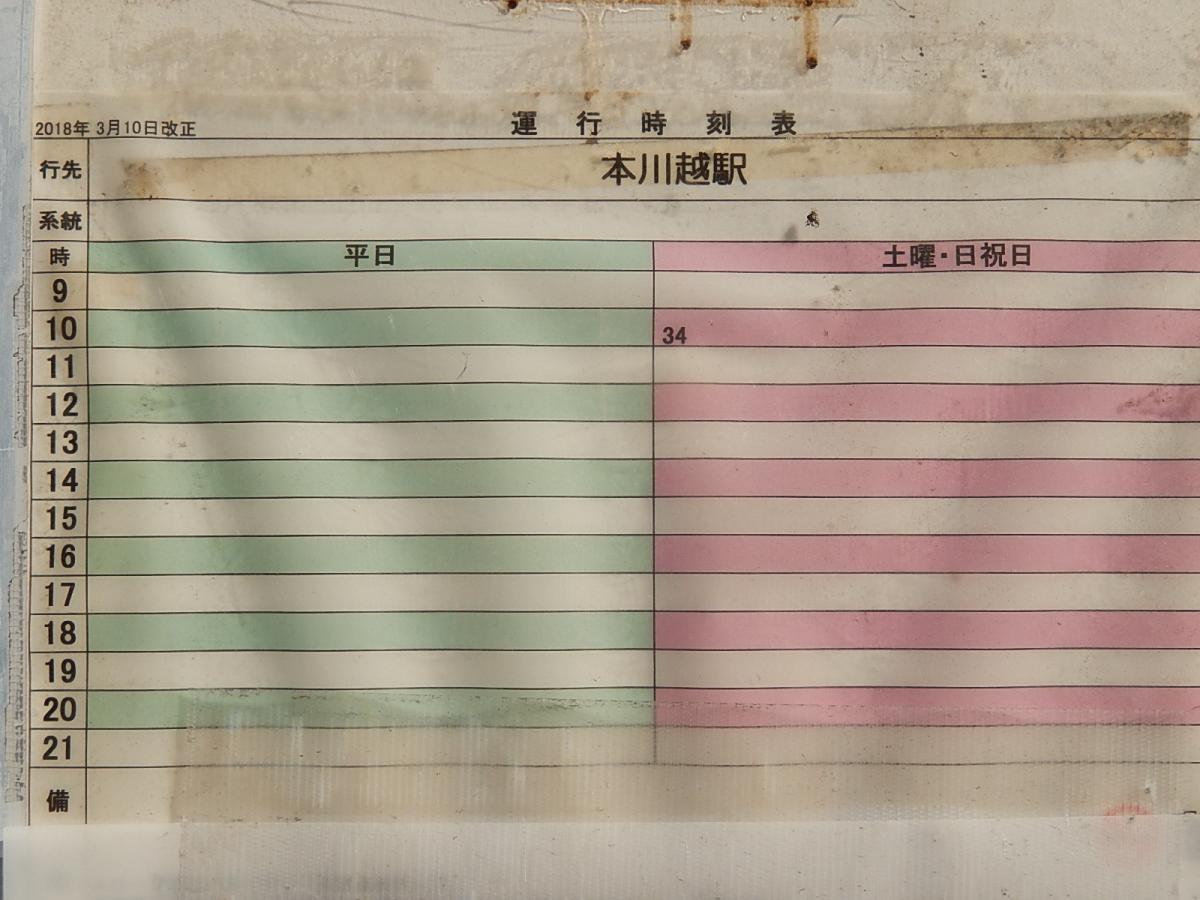 2018年 3月10日改正
運行時刻表
行先 本川越駅
系統
時 平日 土曜・日祝日
9
10 34
11
12
13
14
15
16
17
18
19
20
21
備